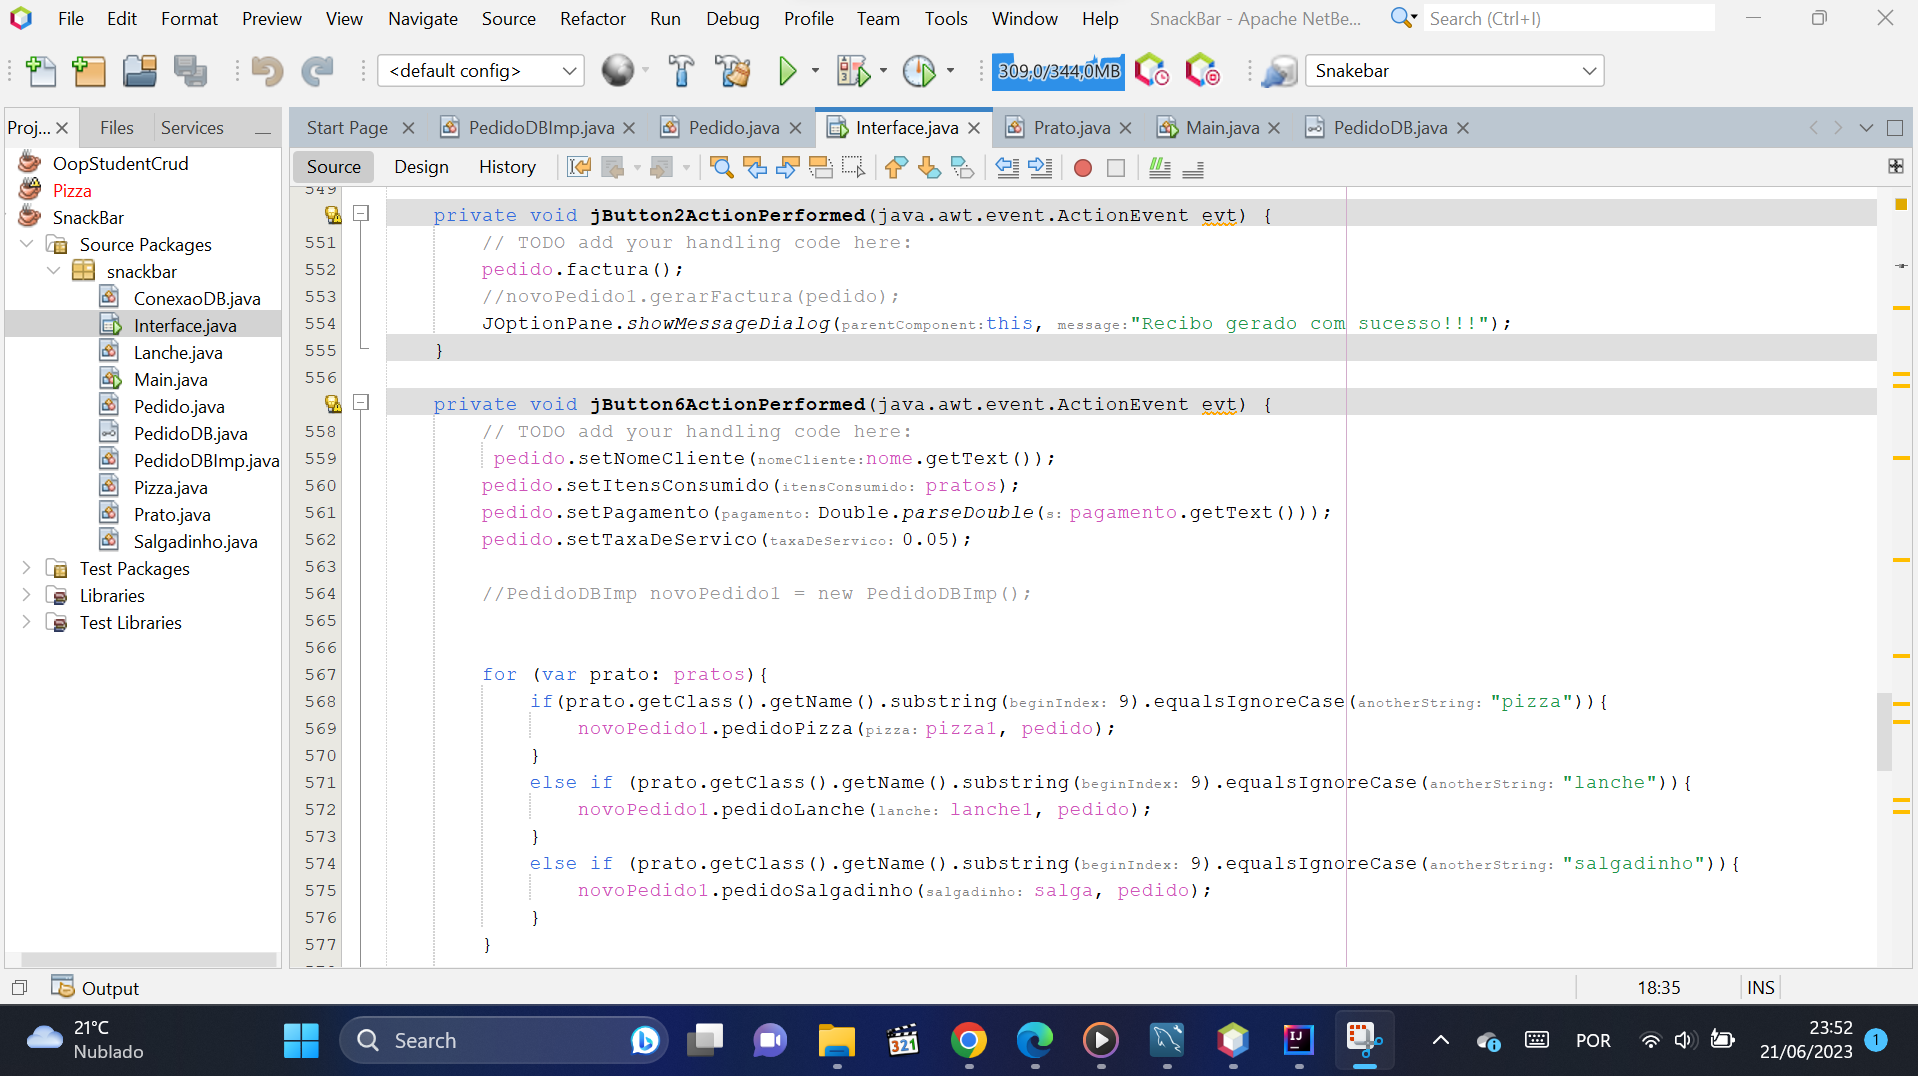 File Edit Format Preview View Navigate Source Refactor Run Debug Profile Team Tools Window Help SnackBar - Apache NetBe... Search (Ctrl+I)
<default config> 309,0/344,0MB Snakebar
Proj... Files Services
Start Page PedidoDBImp.java Pedido.java Interface.java Prato.java Main.java PedidoDB.java
Source Design History
OopStudentCrud
Pizza
SnackBar
Source Packages
snackbar
ConexaoDB.java
Interface.java
Lanche.java
Main.java
Pedido.java
PedidoDB.java
PedidoDBImp.java
Pizza.java
Prato.java
Salgadinho.java
Test Packages
Libraries
Test Libraries
549
private void jButton2ActionPerformed(java.awt.event.ActionEvent evt) {
551 // TODO add your handling code here:
552 pedido.factura();
553 //novoPedido1.gerarFactura(pedido);
554 JOptionPane.showMessageDialog(parentComponent:this, message:"Recibo gerado com sucesso!!!");
555 }
556
private void jButton6ActionPerformed(java.awt.event.ActionEvent evt) {
558 // TODO add your handling code here:
559 pedido.setNomeCliente(nomeCliente:nome.getText());
560 pedido.setItensConsumido(itensConsumido: pratos);
561 pedido.setPagamento(pagamento: Double.parseDouble(s: pagamento.getText()));
562 pedido.setTaxaDeServico(taxaDeServico: 0.05);
563
564 //PedidoDBImp novoPedido1 = new PedidoDBImp();
565
566
567 for (var prato: pratos){
568 if(prato.getClass().getName().substring(beginIndex: 9).equalsIgnoreCase(anotherString: "pizza")){
569 novoPedido1.pedidoPizza(pizza: pizza1, pedido);
570 }
571 else if (prato.getClass().getName().substring(beginIndex: 9).equalsIgnoreCase(anotherString: "lanche")){
572 novoPedido1.pedidoLanche(lanche: lanche1, pedido);
573 }
574 else if (prato.getClass().getName().substring(beginIndex: 9).equalsIgnoreCase(anotherString: "salgadinho")){
575 novoPedido1.pedidoSalgadinho(salgadinho: salga, pedido);
576 }
577 }
Output 18:35 INS
21°C
Nublado
Search
321
IJ
POR
23:52
21/06/2023
1